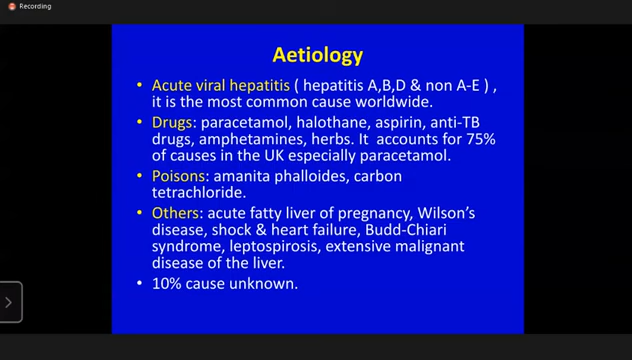 Recording
Aetiology
• Acute viral hepatitis ( hepatitis A,B,D & non A-E ) ,
it is the most common cause worldwide.
• Drugs: paracetamol, halothane, aspirin, anti-TB
drugs, amphetamines, herbs. It accounts for 75%
of causes in the UK especially paracetamol.
• Poisons: amanita phalloides, carbon
tetrachloride.
• Others: acute fatty liver of pregnancy, Wilson's
disease, shock & heart failure, Budd-Chiari
syndrome, leptospirosis, extensive malignant
disease of the liver.
• 10% cause unknown.